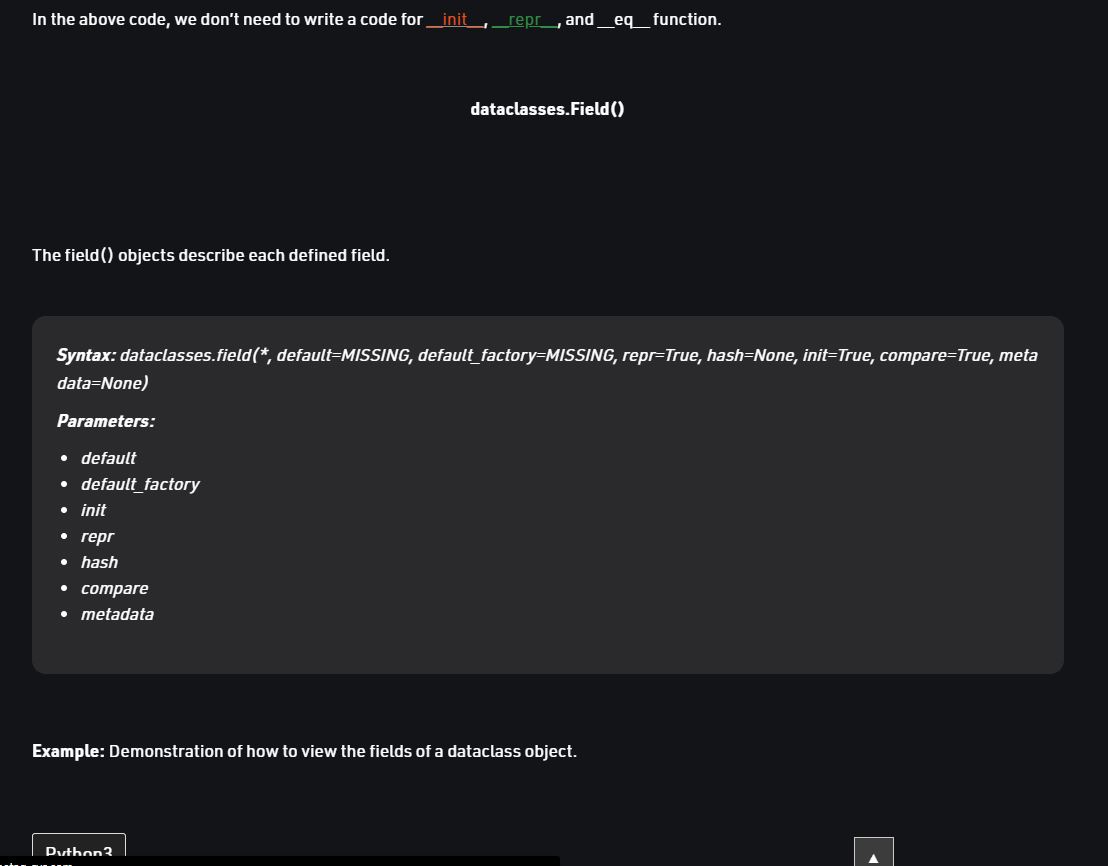 In the above code, we don't need to write a code for __init__, __repr__, and __eq__ function.
dataclasses.Field()
The field() objects describe each defined field.
Syntax: dataclasses.field(*, default=MISSING, default_factory=MISSING, repr=True, hash=None, init=True, compare=True, meta
data=None)
Parameters:
• default
• default_factory
• init
• repr
• hash
• compare
• metadata
Example: Demonstration of how to view the fields of a dataclass object.
Python3